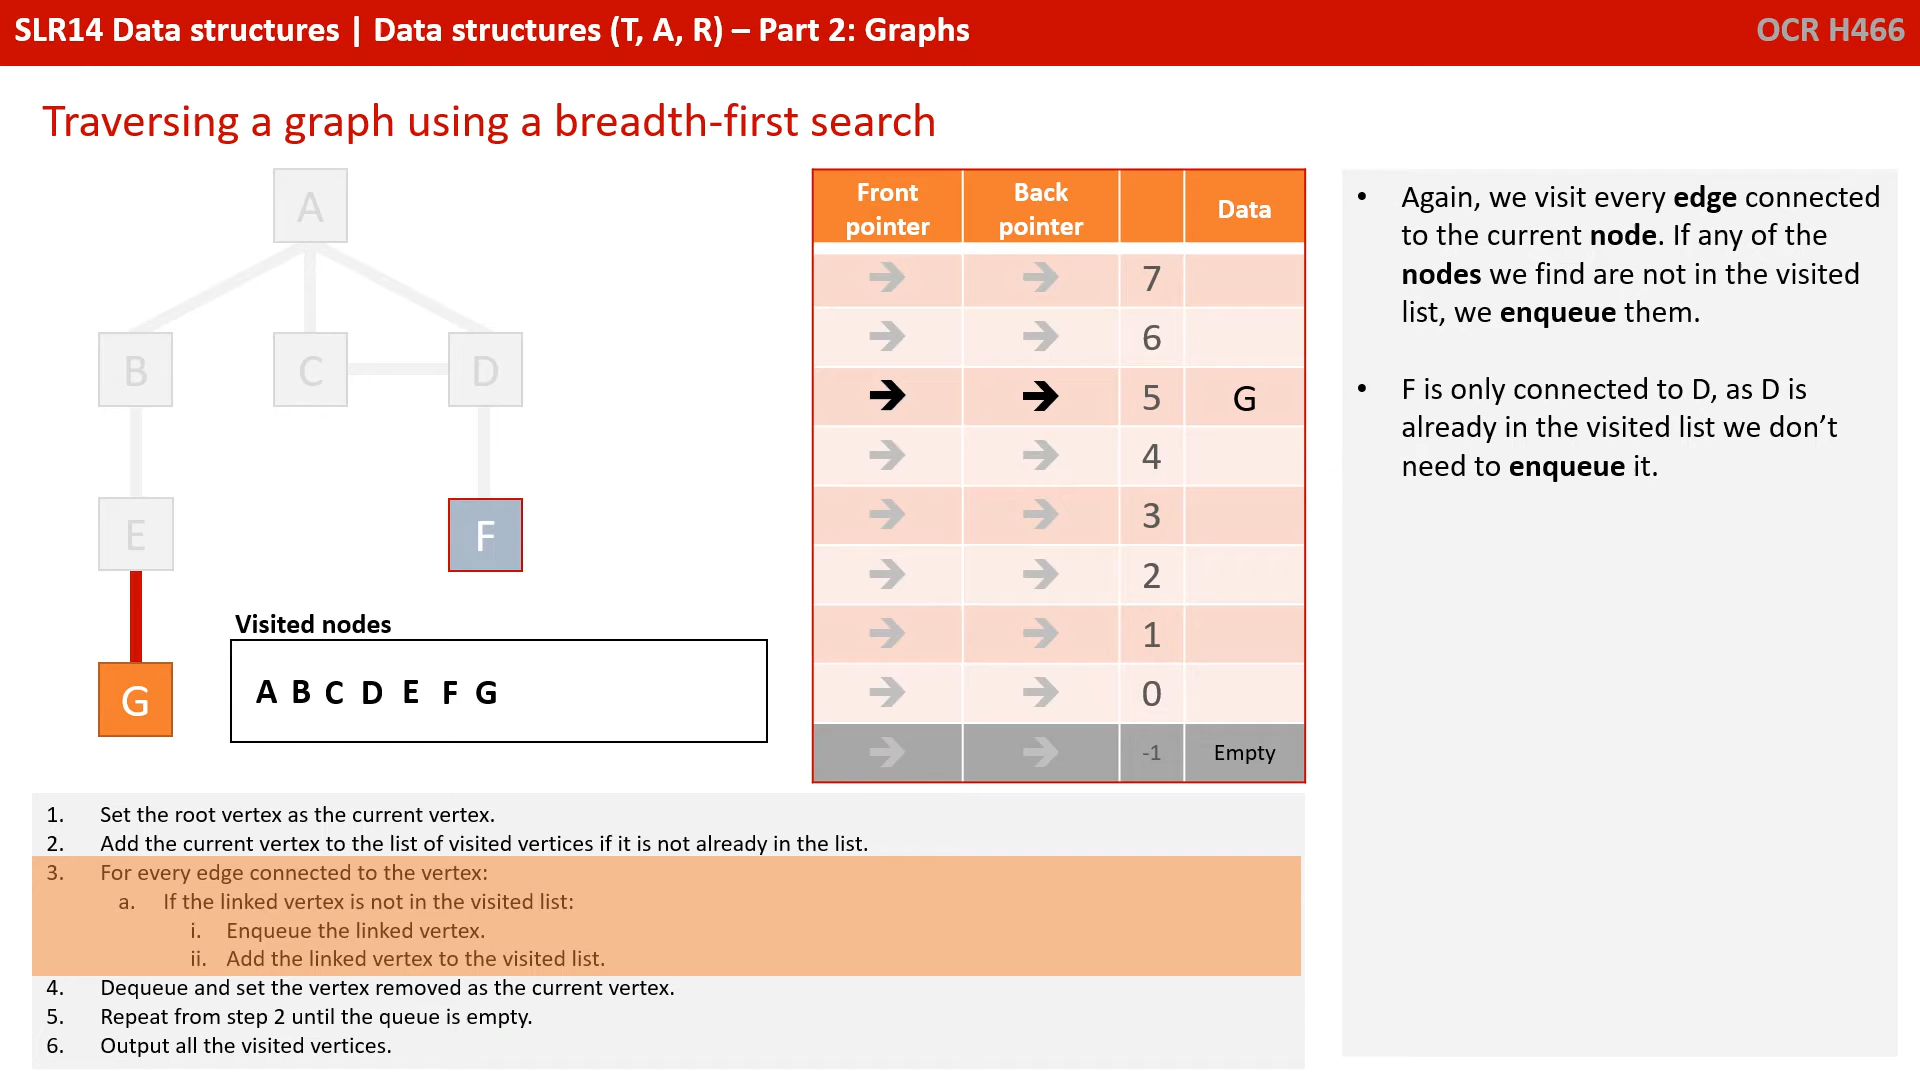 SLR14 Data structures | Data structures (T, A, R) – Part 2: Graphs
OCR H466
Traversing a graph using a breadth-first search
A
B
C
D
E
F
G
Visited nodes
A B C D E F G
Front pointer
Back pointer
Data
7
6
5 G
4
3
2
1
0
-1 Empty
• Again, we visit every edge connected
to the current node. If any of the
nodes we find are not in the visited
list, we enqueue them.
• F is only connected to D, as D is
already in the visited list we don’t
need to enqueue it.
1. Set the root vertex as the current vertex.
2. Add the current vertex to the list of visited vertices if it is not already in the list.
3. For every edge connected to the vertex:
a. If the linked vertex is not in the visited list:
i. Enqueue the linked vertex.
ii. Add the linked vertex to the visited list.
4. Dequeue and set the vertex removed as the current vertex.
5. Repeat from step 2 until the queue is empty.
6. Output all the visited vertices.